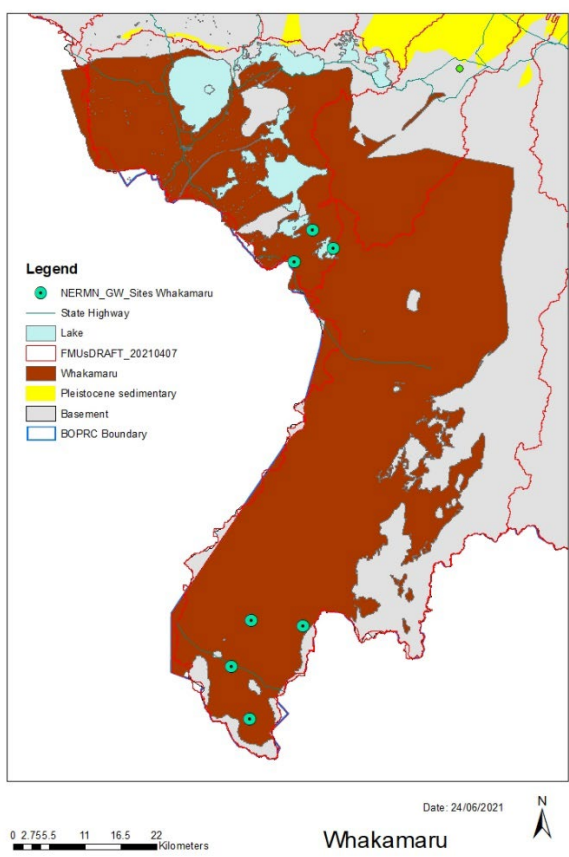 Legend
NERMN_GW_Sites Whakamaru
State Highway
Lake
FMUsDRAFT_20210407
Whakamaru
Pleistocene sedimentary
Basement
BOPRC Boundary
Date: 24/06/2021
N
0 2.755.5 11 16.5 22
Kilometers
Whakamaru